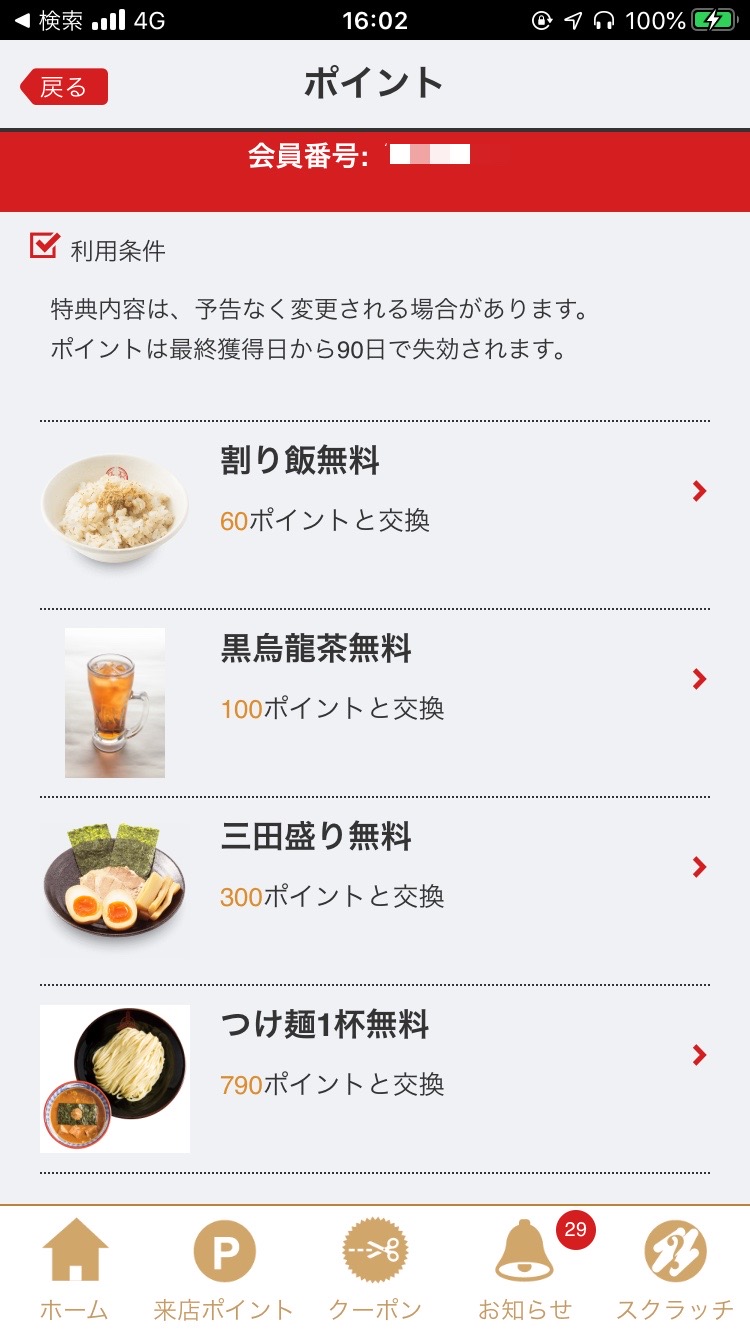 検索 4G 16:02 100%
戻る ポイント
会員番号:
利用条件
特典内容は、予告なく変更される場合があります。
ポイントは最終獲得日から90日で失効されます。
割り飯無料
60ポイントと交換
黒烏龍茶無料
100ポイントと交換
三田盛り無料
300ポイントと交換
つけ麺1杯無料
790ポイントと交換
P
29
ホーム 来店ポイント クーポン お知らせ スクラッチ